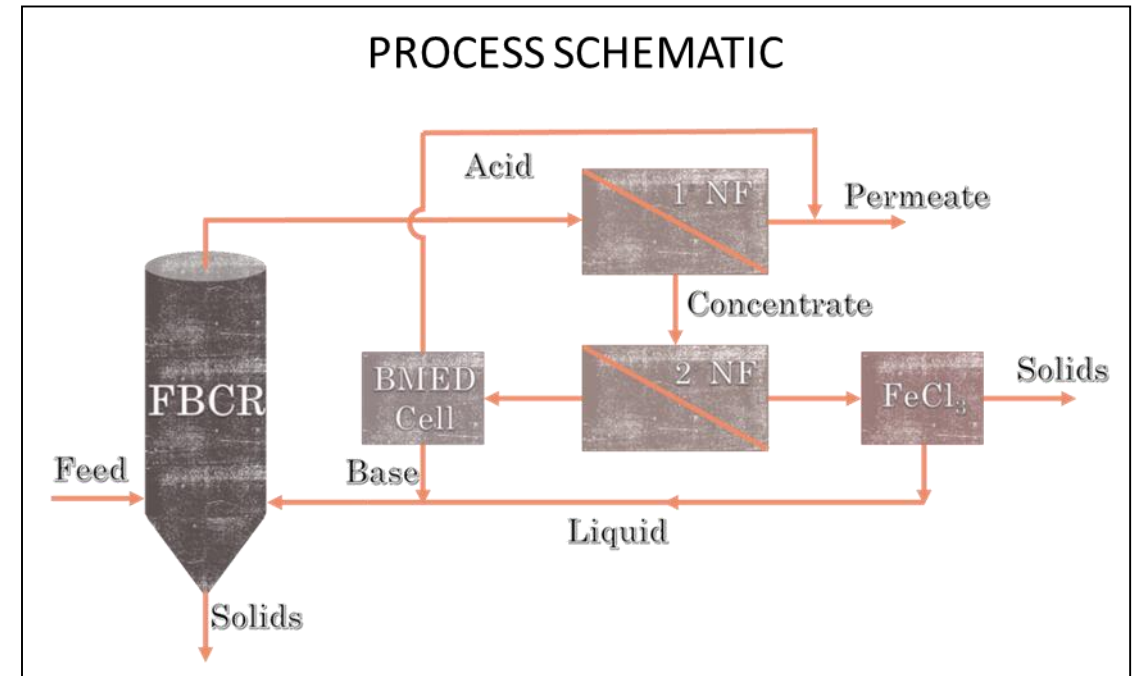 PROCESS SCHEMATIC
Acid
1 NF
Permeate
Concentrate
FBCR
BMED
Cell
2 NF
FeCl₃
Solids
Feed
Base
Liquid
Solids